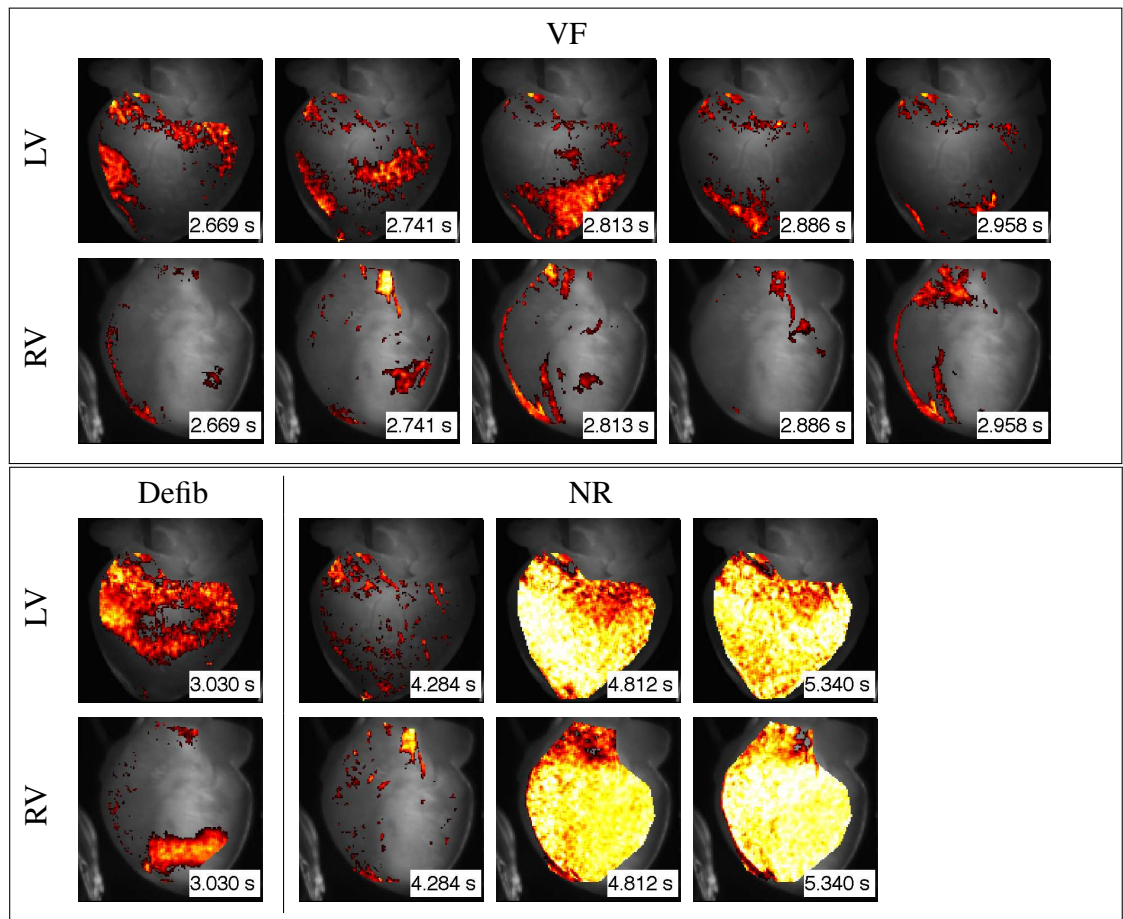 VF
LV
2.669 s
2.741 s
2.813 s
2.886 s
2.958 s
RV
2.669 s
2.741 s
2.813 s
2.886 s
2.958 s
Defib
NR
LV
3.030 s
4.284 s
4.812 s
5.340 s
RV
3.030 s
4.284 s
4.812 s
5.340 s